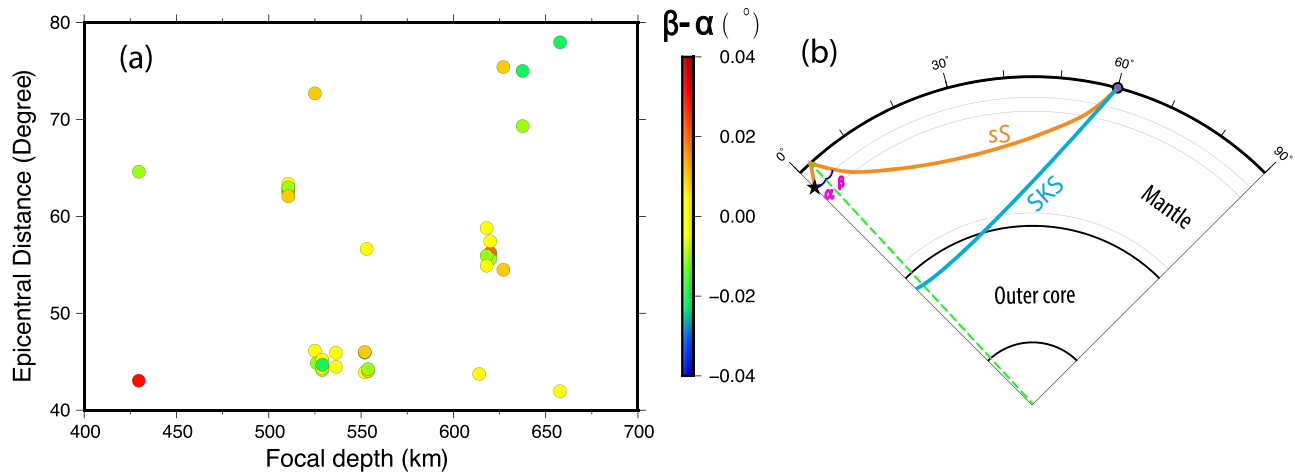 (a)
80
70
60
50
40
Epicentral Distance (Degree)
400 450 500 550 600 650 700
Focal depth (km)
β-α(°)
0.04
0.02
0.00
−0.02
−0.04
(b)
0°
30°
60°
90°
sS
SKS
α
β
Mantle
Outer core